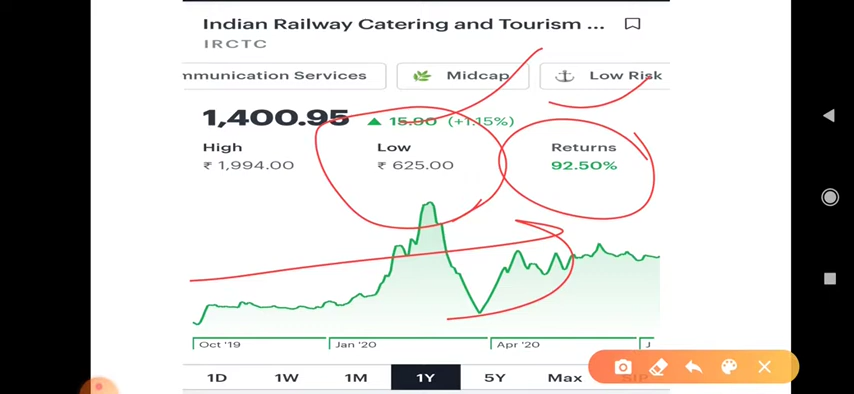 Indian Railway Catering and Tourism ...
IRCTC
mmunication Services
Midcap
Low Risk
1,400.95
15.90 (+1.15%)
High
Low
Returns
₹ 1,994.00
₹ 625.00
92.50%
Oct '19
Jan '20
Apr '20
J
1D
1W
1M
1Y
5Y
Max
SIP